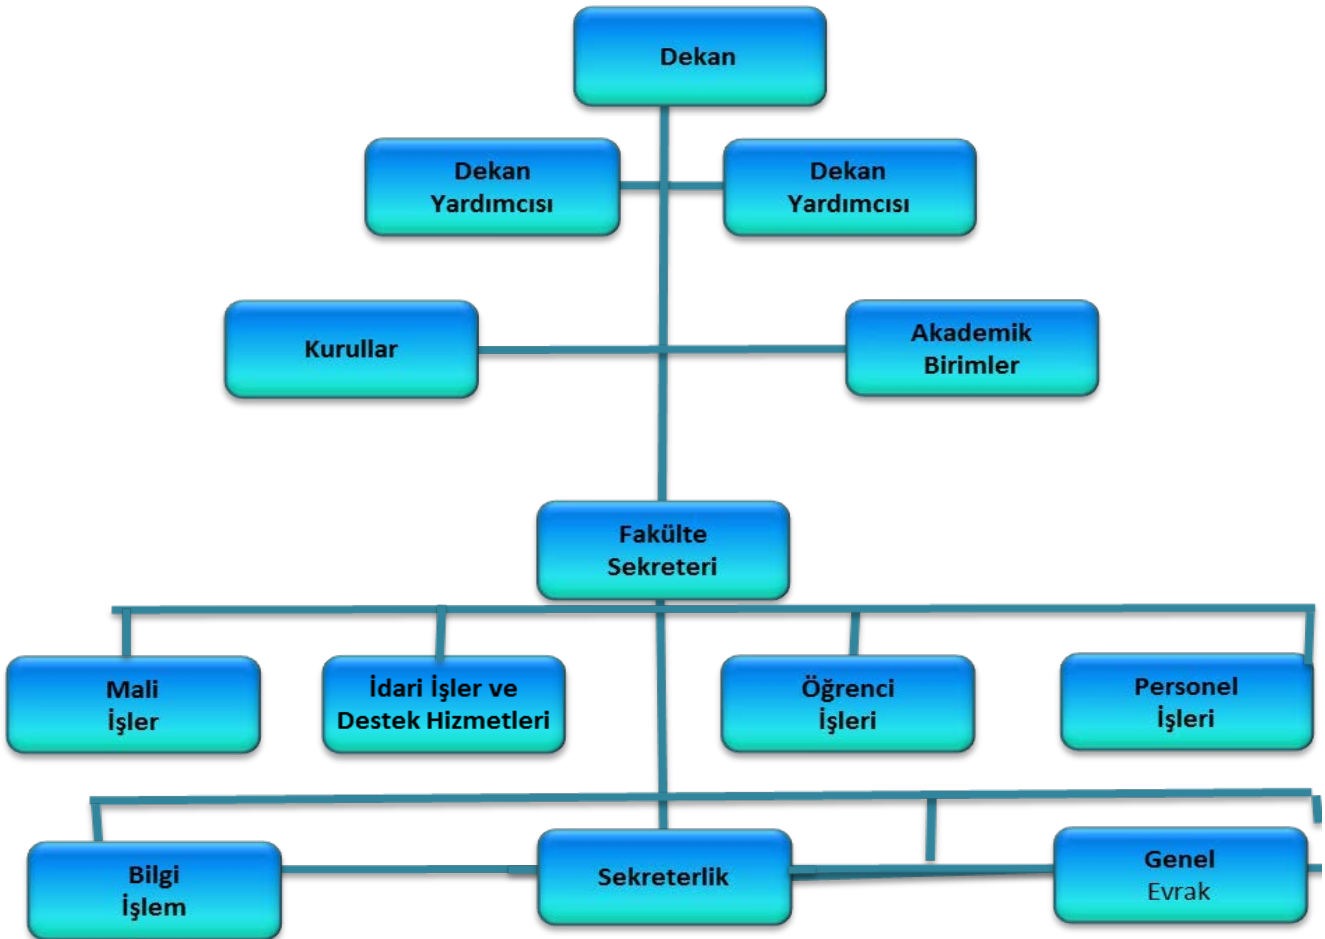 Dekan
Dekan
Yardımcısı
Dekan
Yardımcısı
Kurullar
Akademik
Birimler
Fakülte
Sekreteri
Mali
İşler
İdari İşler ve
Destek Hizmetleri
Öğrenci
İşleri
Personel
İşleri
Bilgi
İşlem
Sekreterlik
Genel
Evrak